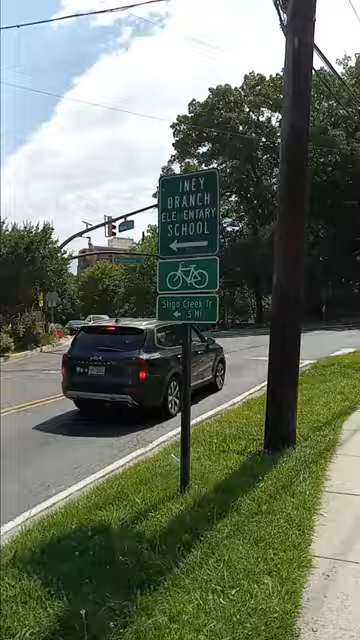 INEY
BRANCH
ELEMENTARY
SCHOOL
Sligo Creek Tr
.5 Mi